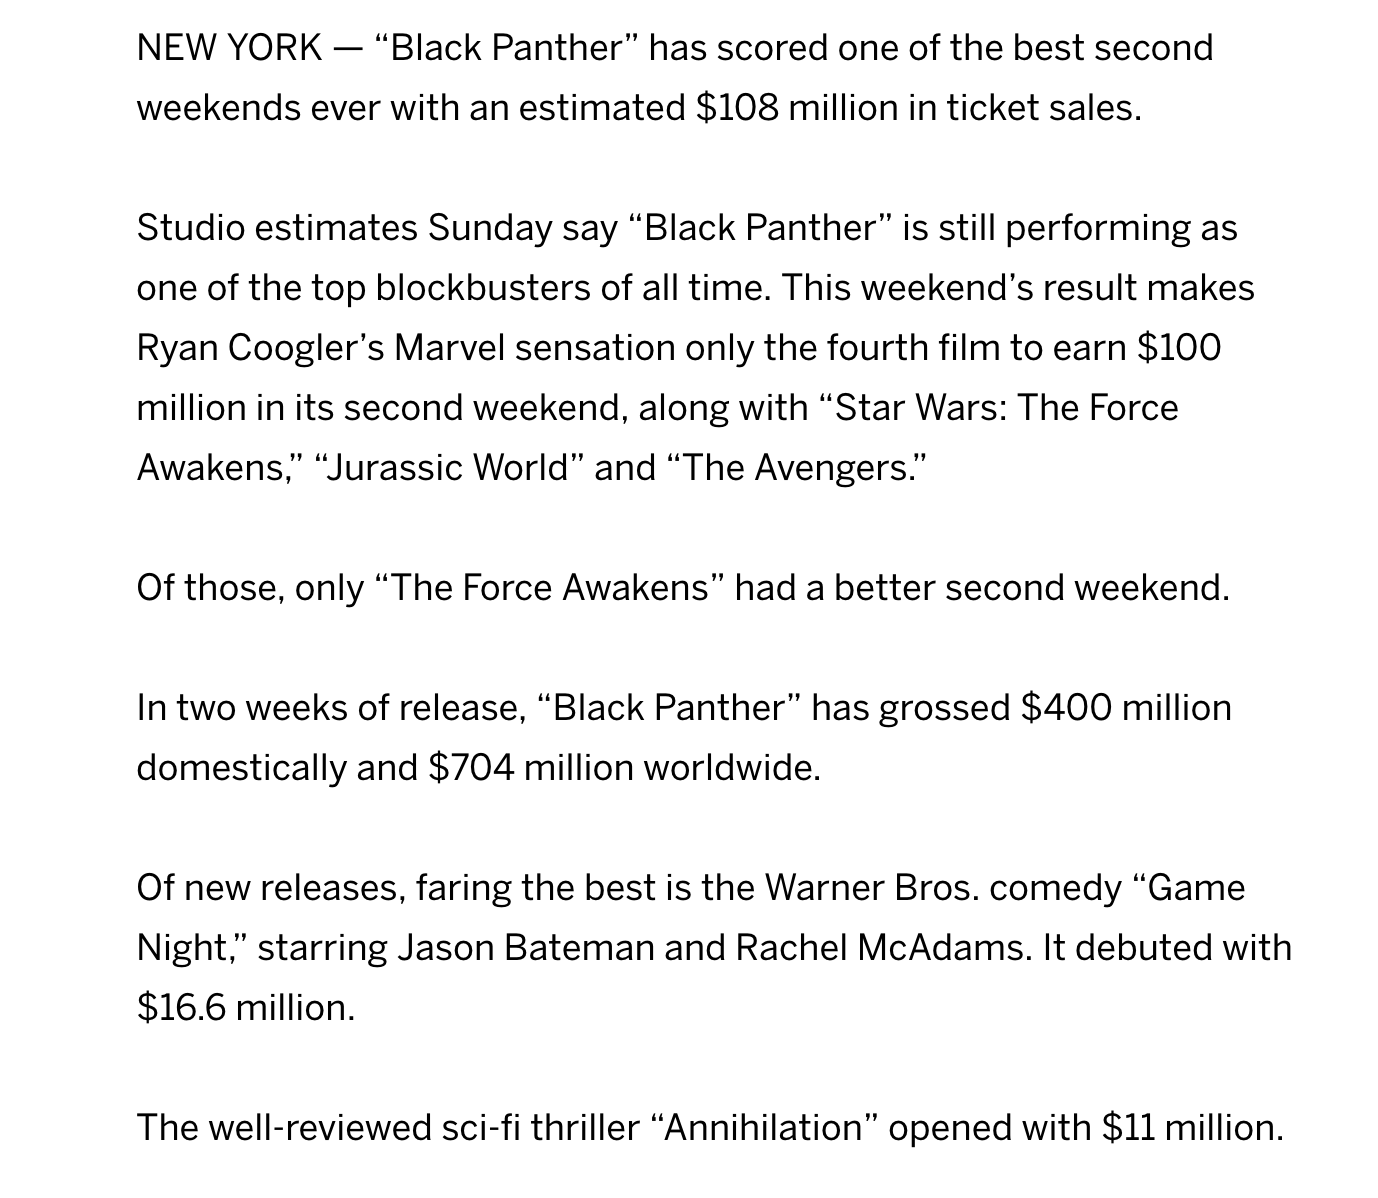 NEW YORK — “Black Panther” has scored one of the best second
weekends ever with an estimated $108 million in ticket sales.
Studio estimates Sunday say “Black Panther” is still performing as
one of the top blockbusters of all time. This weekend’s result makes
Ryan Coogler’s Marvel sensation only the fourth film to earn $100
million in its second weekend, along with “Star Wars: The Force
Awakens,” “Jurassic World” and “The Avengers.”
Of those, only “The Force Awakens” had a better second weekend.
In two weeks of release, “Black Panther” has grossed $400 million
domestically and $704 million worldwide.
Of new releases, faring the best is the Warner Bros. comedy “Game
Night,” starring Jason Bateman and Rachel McAdams. It debuted with
$16.6 million.
The well-reviewed sci-fi thriller “Annihilation” opened with $11 million.